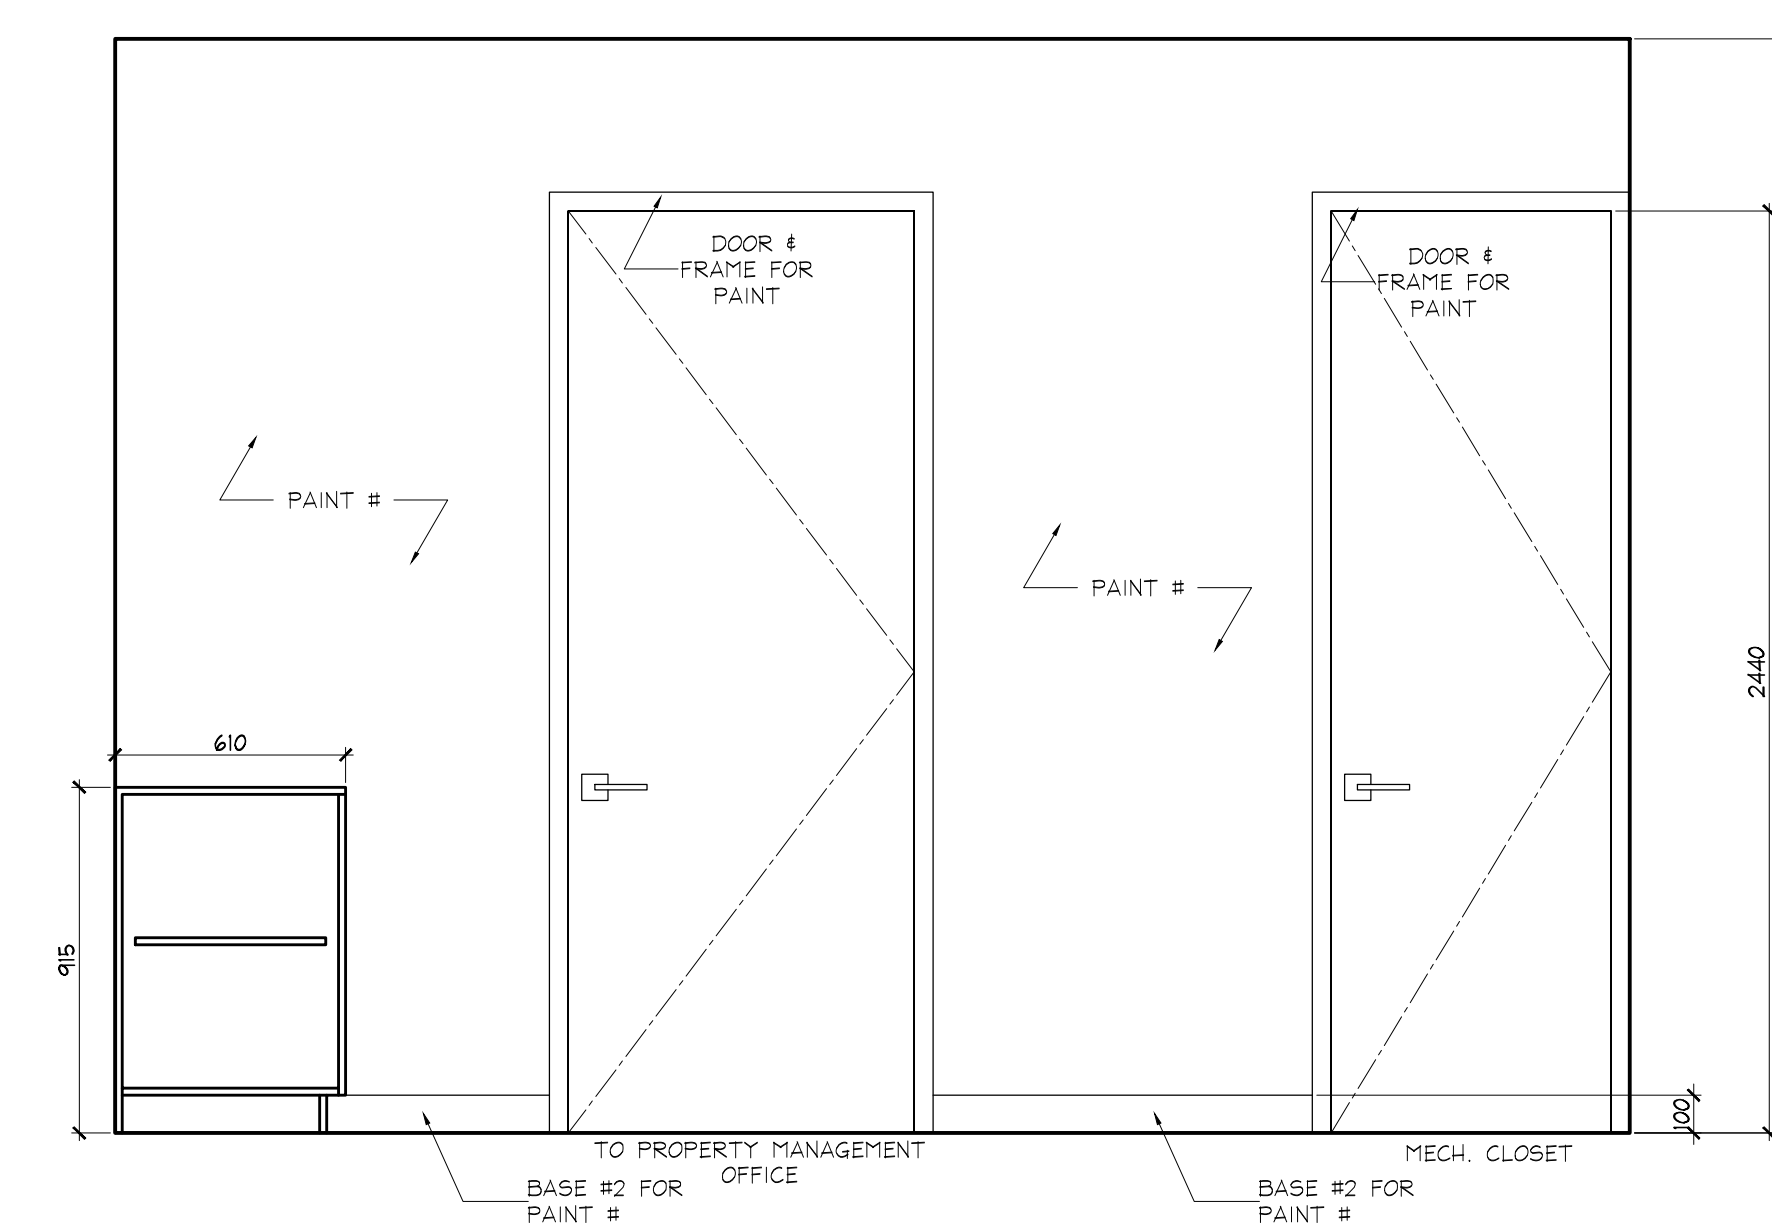 DOOR &
FRAME FOR
PAINT
DOOR &
FRAME FOR
PAINT
PAINT #
PAINT #
2440
610
915
100
TO PROPERTY MANAGEMENT
OFFICE
MECH. CLOSET
BASE #2 FOR
PAINT #
BASE #2 FOR
PAINT #